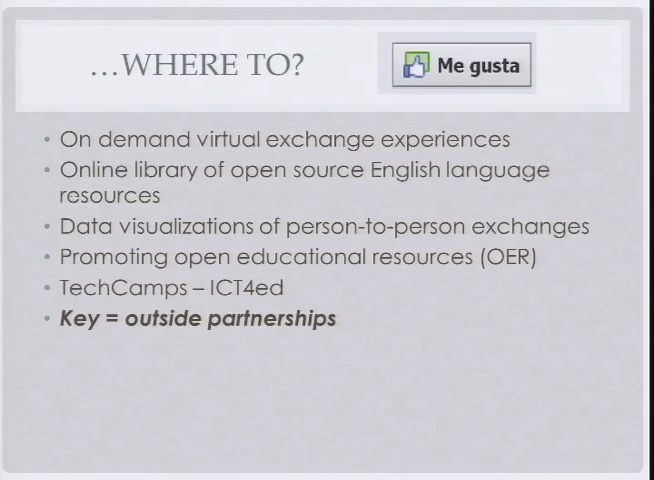 ...WHERE TO?
Me gusta
• On demand virtual exchange experiences
• Online library of open source English language
resources
• Data visualizations of person-to-person exchanges
• Promoting open educational resources (OER)
• TechCamps – ICT4ed
• Key = outside partnerships